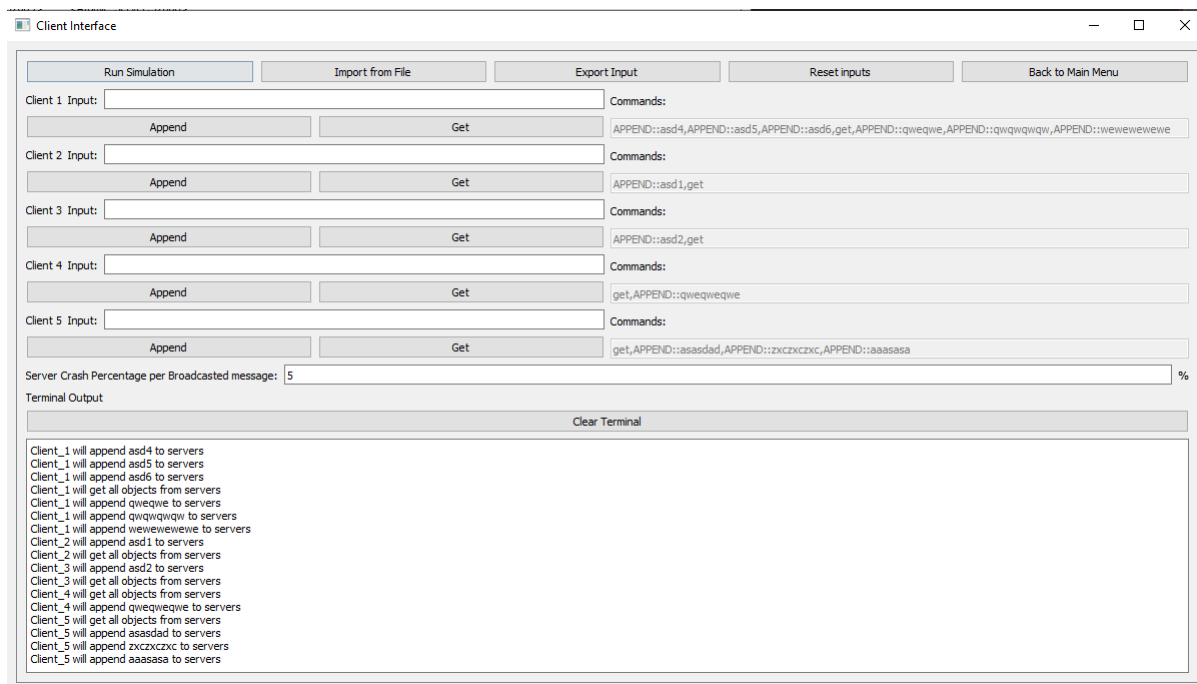 Client Interface
Run Simulation Import from File Export Input Reset inputs Back to Main Menu
Client 1 Input: Commands:
Append Get APPEND::asd4,APPEND::asd5,APPEND::asd6,get,APPEND::qweqwe,APPEND::qwqwqwqw,APPEND::wewewewewe
Client 2 Input: Commands:
Append Get APPEND::asd1,get
Client 3 Input: Commands:
Append Get APPEND::asd2,get
Client 4 Input: Commands:
Append Get get,APPEND::qweqweqwe
Client 5 Input: Commands:
Append Get get,APPEND::asasdad,APPEND::zxczxczxc,APPEND::aaasasa
Server Crash Percentage per Broadcasted message: 5 %
Terminal Output
Clear Terminal
Client_1 will append asd4 to servers
Client_1 will append asd5 to servers
Client_1 will append asd6 to servers
Client_1 will get all objects from servers
Client_1 will append qweqwe to servers
Client_1 will append qwqwqwqw to servers
Client_1 will append wewewewewe to servers
Client_2 will append asd1 to servers
Client_2 will get all objects from servers
Client_3 will append asd2 to servers
Client_3 will get all objects from servers
Client_4 will get all objects from servers
Client_4 will append qweqweqwe to servers
Client_5 will get all objects from servers
Client_5 will append asasdad to servers
Client_5 will append zxczxczxc to servers
Client_5 will append aaasasa to servers